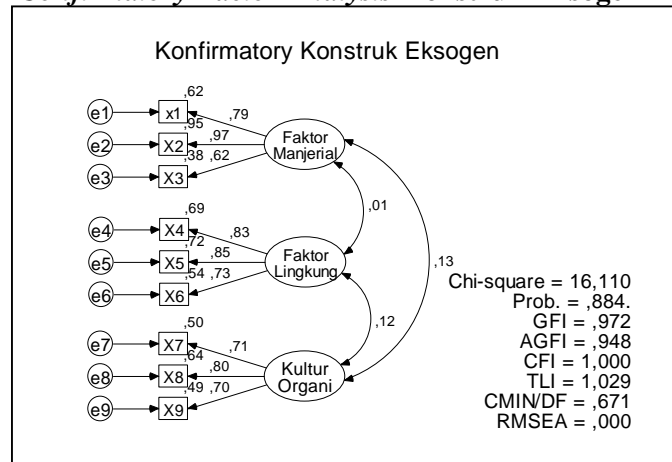 Konfirmatory Konstruk Eksogen
,62
e1 x1 ,79
,95
e2 X2 ,97 Faktor
Manjerial
,38 ,62
e3 X3
,01
,69
e4 X4 ,83
,72
e5 X5 ,85 Faktor
Lingkung
,54 ,73
e6 X6
,13
,12
,50
e7 X7 ,71
,64
e8 X8 ,80 Kultur
Organi
,49 ,70
e9 X9
Chi-square = 16,110
Prob. = ,884.
GFI = ,972
AGFI = ,948
CFI = 1,000
TLI = 1,029
CMIN/DF = ,671
RMSEA = ,000